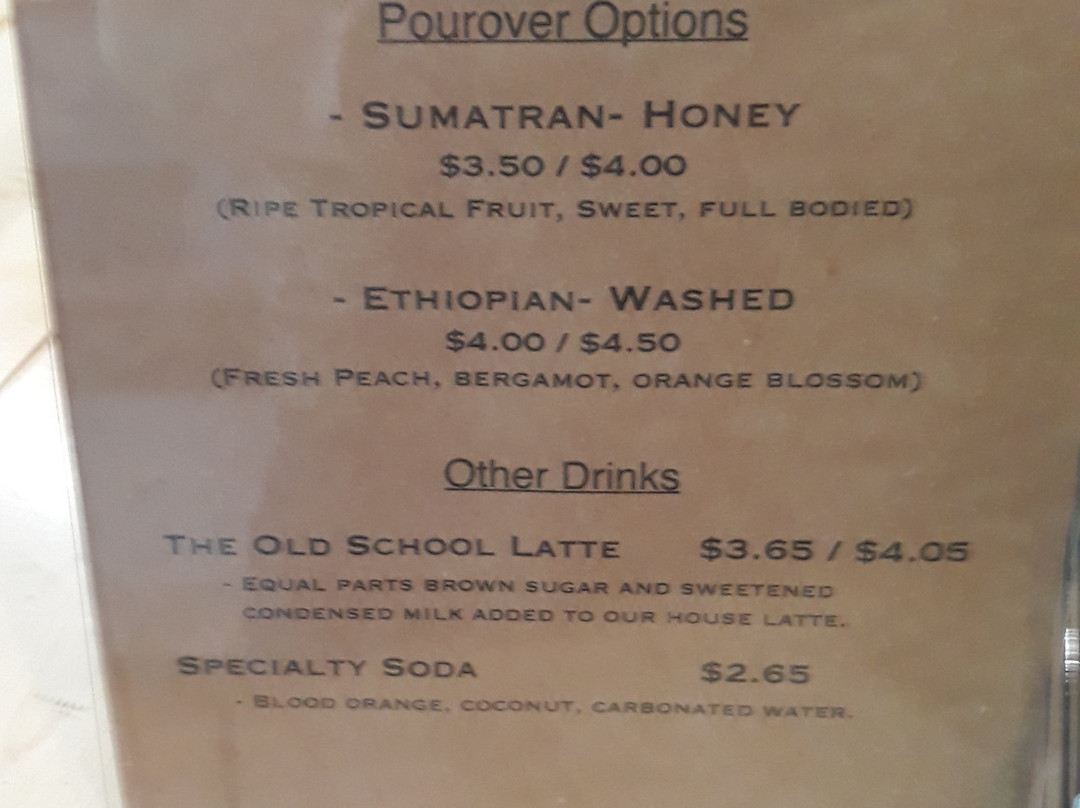 Pourover Options
- SUMATRAN- HONEY
$3.50 / $4.00
(RIPE TROPICAL FRUIT, SWEET, FULL BODIED)
- ETHIOPIAN- WASHED
$4.00 / $4.50
(FRESH PEACH, BERGAMOT, ORANGE BLOSSOM)
Other Drinks
THE OLD SCHOOL LATTE $3.65 / $4.05
- EQUAL PARTS BROWN SUGAR AND SWEETENED
CONDENSED MILK ADDED TO OUR HOUSE LATTE.
SPECIALTY SODA $2.65
- BLOOD ORANGE, COCONUT, CARBONATED WATER.